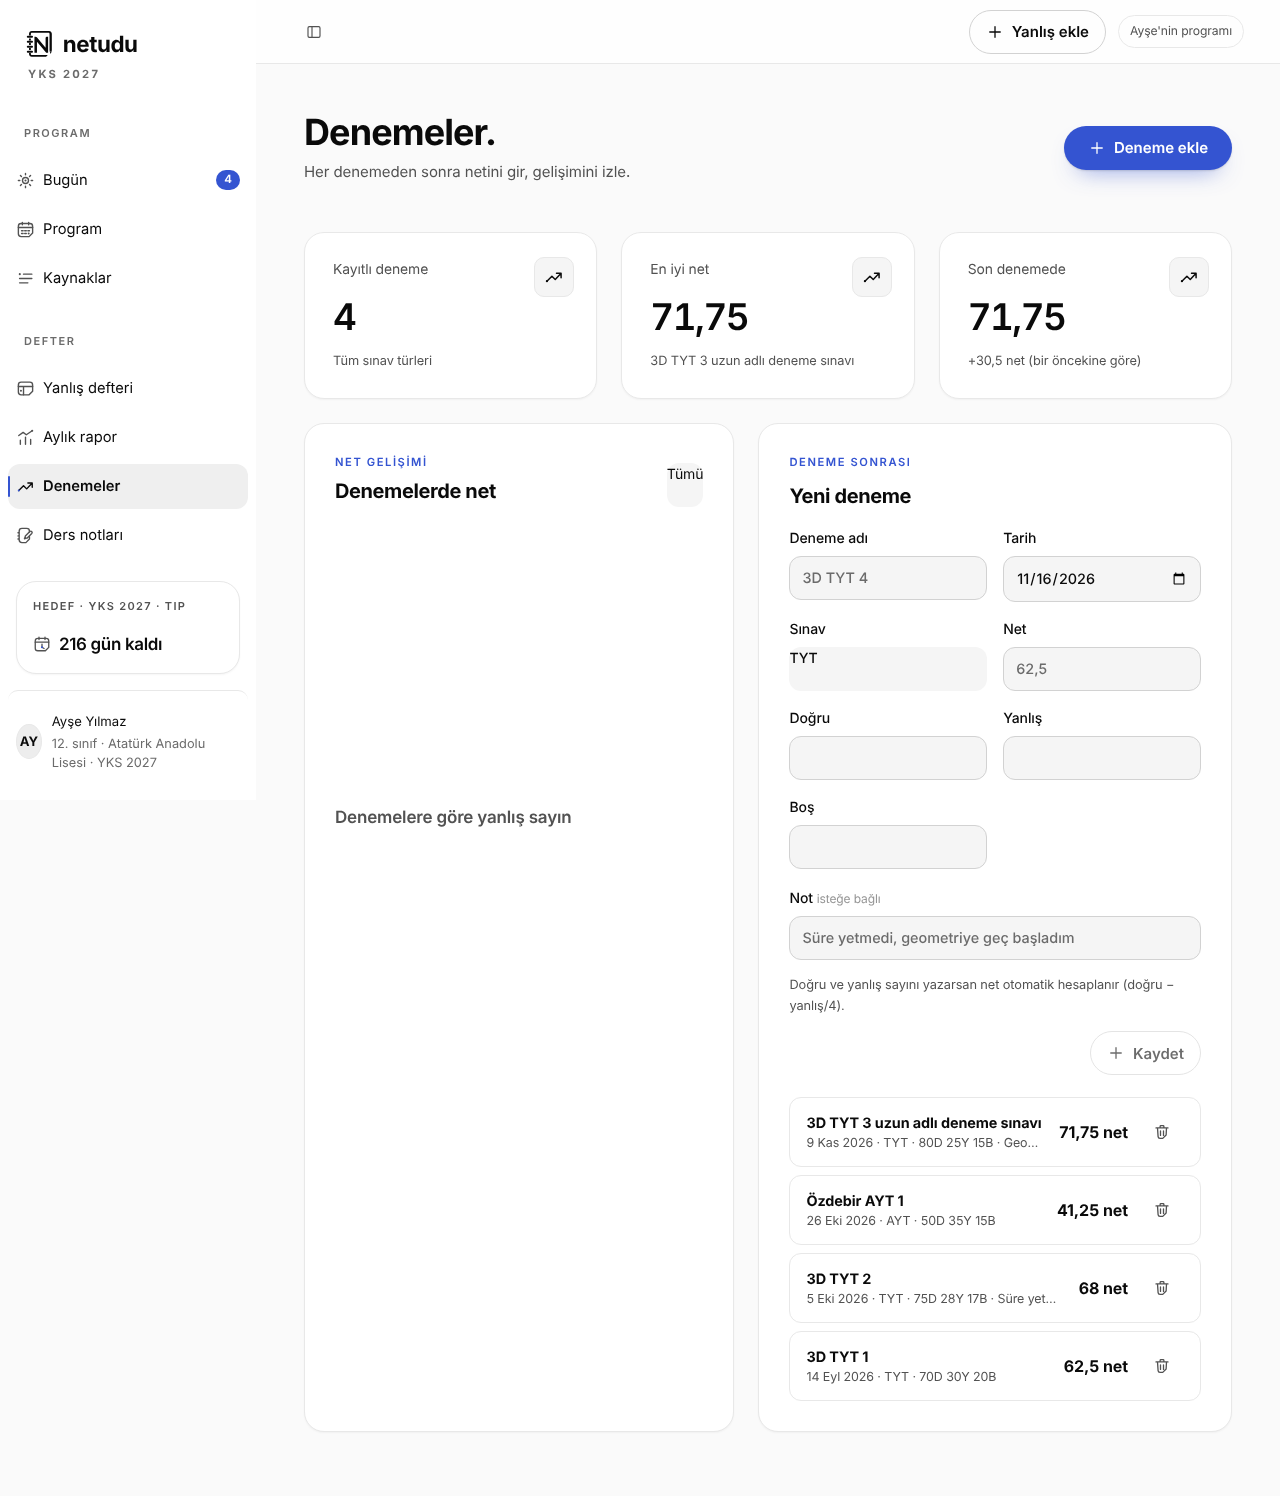 netudu
YKS 2027
PROGRAM
Bugün 4
Program
Kaynaklar
DEFTER
Yanlış defteri
Aylık rapor
Denemeler
Ders notları
HEDEF · YKS 2027 · TIP
216 gün kaldı
AY
Ayşe Yılmaz
12. sınıf · Atatürk Anadolu
Lisesi · YKS 2027
Yanlış ekle
Ayşe'nin programı
Denemeler.
Her denemeden sonra netini gir, gelişimini izle.
Deneme ekle
Kayıtlı deneme
4
Tüm sınav türleri
En iyi net
71,75
3D TYT 3 uzun adlı deneme sınavı
Son denemede
71,75
+30,5 net (bir öncekine göre)
NET GELİŞİMİ
Denemelerde net
Tümü
Denemelere göre yanlış sayın
DENEME SONRASI
Yeni deneme
Deneme adı
3D TYT 4
Tarih
11/16/2026
Sınav
TYT
Net
62,5
Doğru
Yanlış
Boş
Not isteğe bağlı
Süre yetmedi, geometriye geç başladım
Doğru ve yanlış sayını yazarsan net otomatik hesaplanır (doğru −
yanlış/4).
Kaydet
3D TYT 3 uzun adlı deneme sınavı
9 Kas 2026 · TYT · 80D 25Y 15B · Geo...
71,75 net
Özdebir AYT 1
26 Eki 2026 · AYT · 50D 35Y 15B
41,25 net
3D TYT 2
5 Eki 2026 · TYT · 75D 28Y 17B · Süre yet...
68 net
3D TYT 1
14 Eyl 2026 · TYT · 70D 30Y 20B
62,5 net